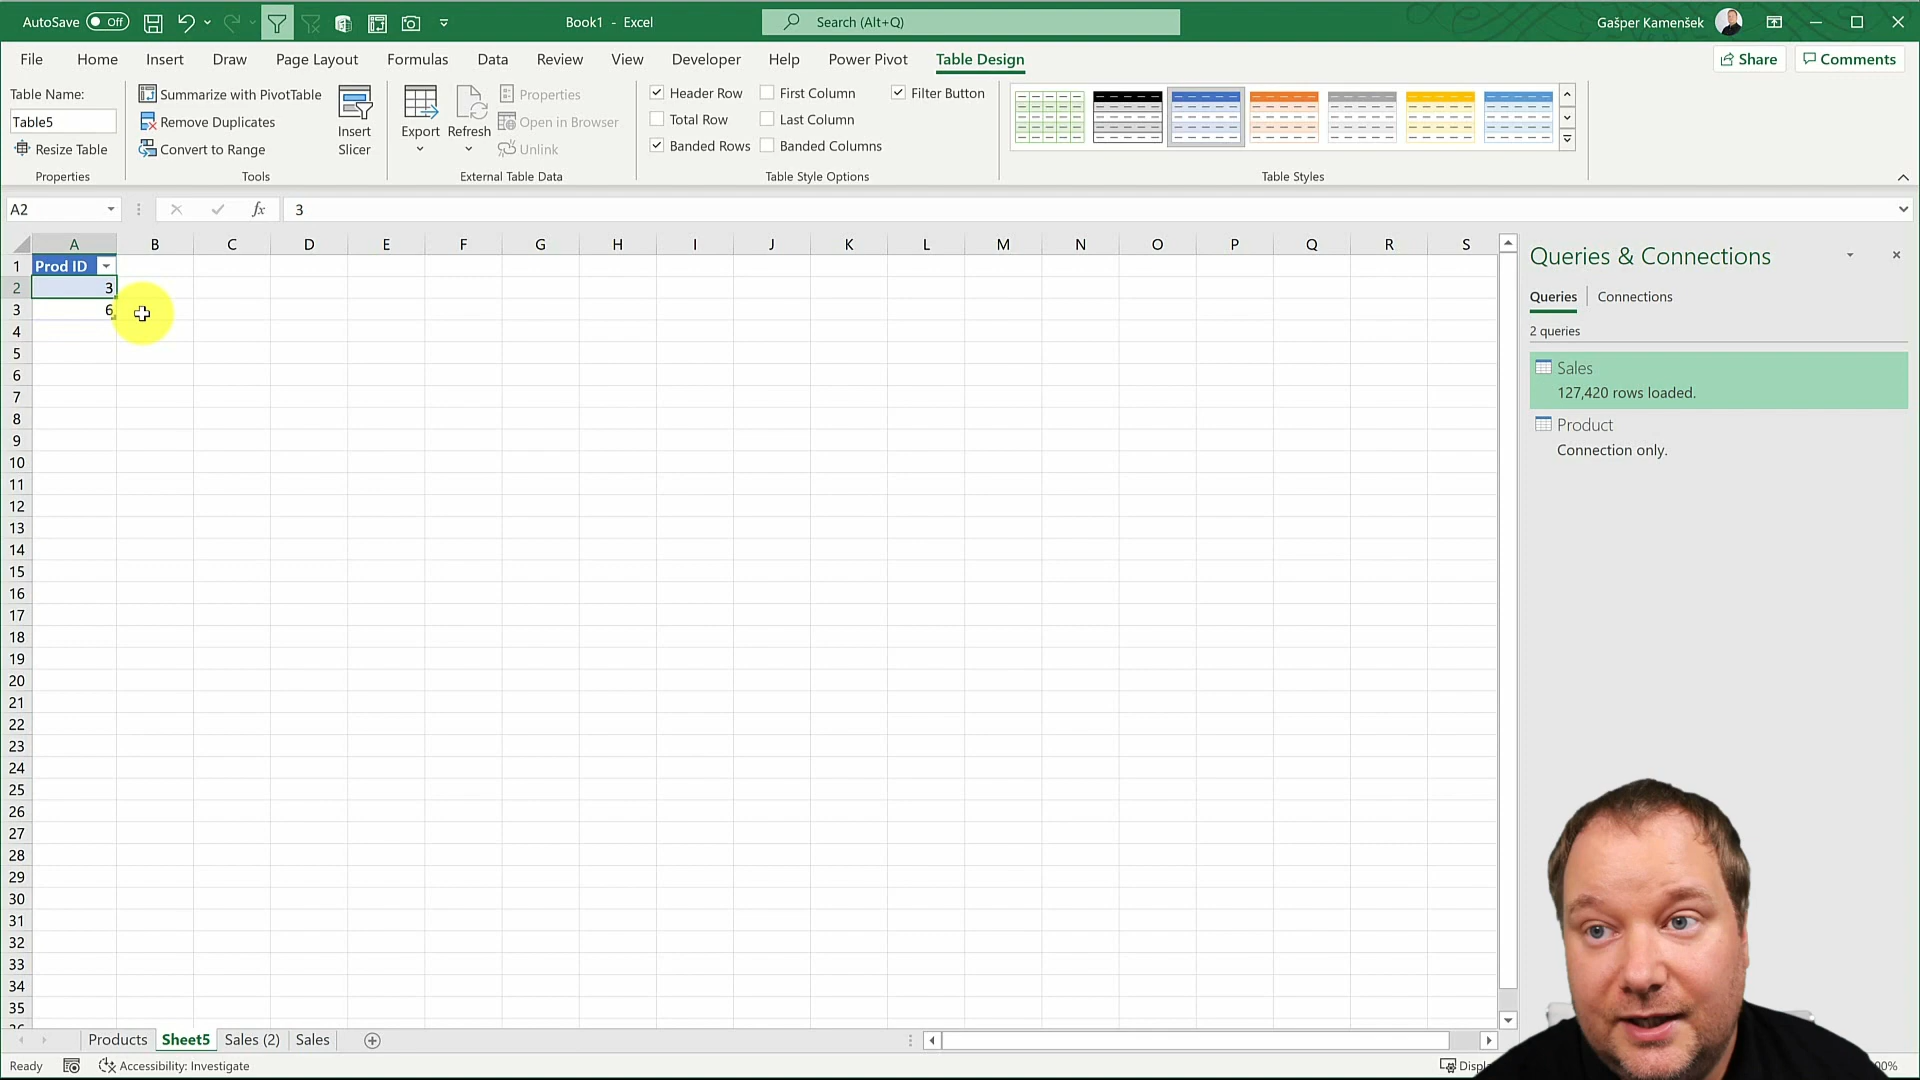 AutoSave Off
Book1 - Excel
Search (Alt+Q)
Gašper Kamenšek
File Home Insert Draw Page Layout Formulas Data Review View Developer Help Power Pivot Table Design
Share Comments
Table Name:
Table5
Resize Table
Properties
Summarize with PivotTable
Remove Duplicates
Convert to Range
Tools
Insert
Slicer
Export
Refresh
Properties
Open in Browser
Unlink
External Table Data
Header Row First Column Filter Button
Total Row Last Column
Banded Rows Banded Columns
Table Style Options
Table Styles
A2 fx 3
A B C D E F G H I J K L M N O P Q R S
1 Prod ID
2 3
3 6
4
5
6
7
8
9
10
11
12
13
14
15
16
17
18
19
20
21
22
23
24
25
26
27
28
29
30
31
32
33
34
35
Queries & Connections
Queries Connections
2 queries
Sales
127,420 rows loaded.
Product
Connection only.
Products Sheet5 Sales (2) Sales
Ready Accessibility: Investigate